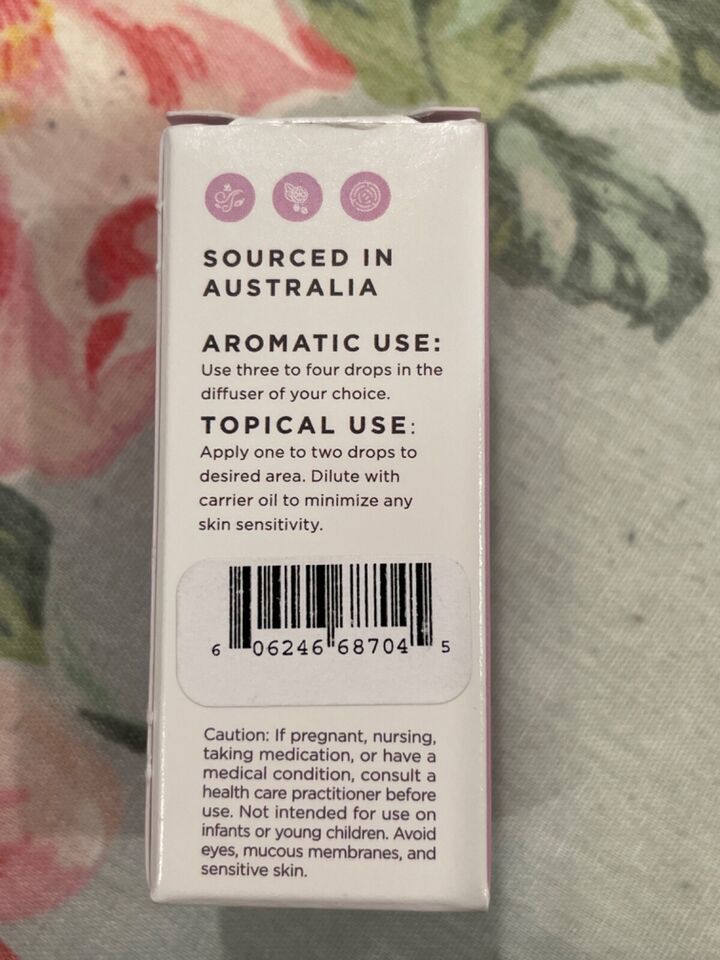 SOURCED IN
AUSTRALIA
AROMATIC USE:
Use three to four drops in the
diffuser of your choice.
TOPICAL USE:
Apply one to two drops to
desired area. Dilute with
carrier oil to minimize any
skin sensitivity.
6 06246 68704 5
Caution: If pregnant, nursing,
taking medication, or have a
medical condition, consult a
health care practitioner before
use. Not intended for use on
infants or young children. Avoid
eyes, mucous membranes, and
sensitive skin.